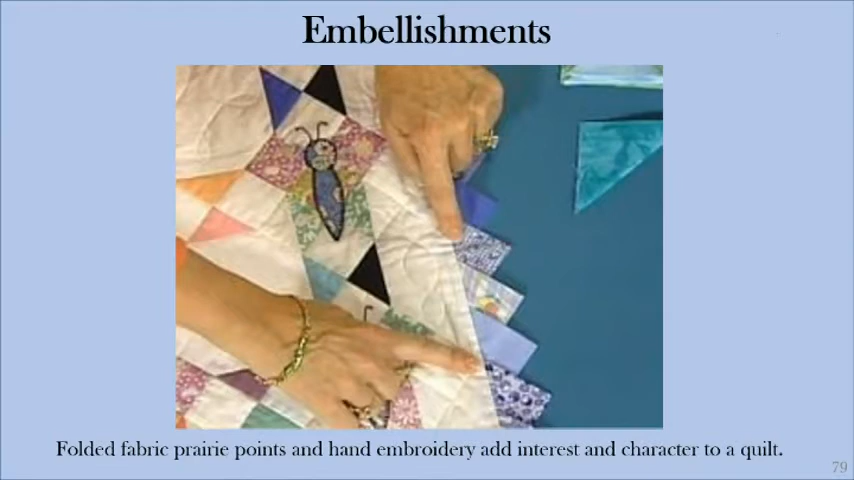 Embellishments
Folded fabric prairie points and hand embroidery add interest and character to a quilt.
79